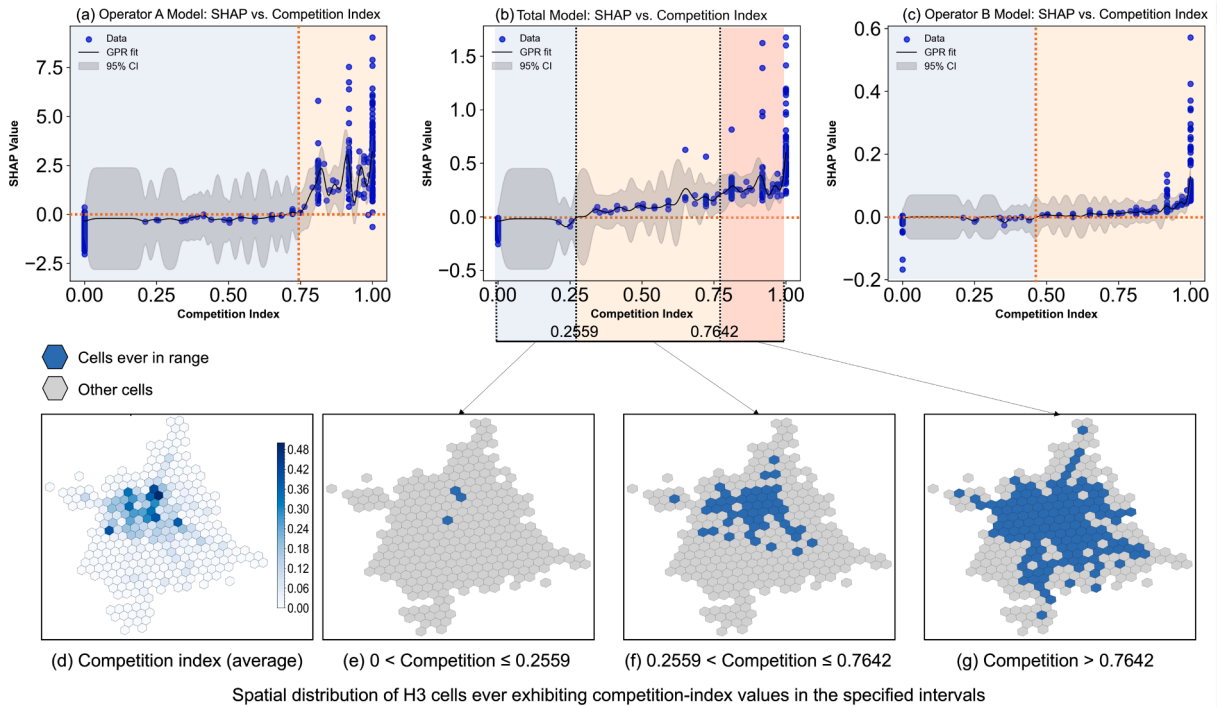 (a) Operator A Model: SHAP vs. Competition Index
Data
GPR fit
95% CI
7.5
5.0
2.5
0.0
−2.5
SHAP Value
0.00
0.25
0.50
0.75
1.00
Competition Index
(b) Total Model: SHAP vs. Competition Index
Data
GPR fit
95% CI
1.5
1.0
0.5
0.0
−0.5
SHAP Value
0.00
0.25
0.50
0.75
1.00
Competition Index
0.2559
0.7642
(c) Operator B Model: SHAP vs. Competition Index
Data
GPR fit
95% CI
0.6
0.4
0.2
0.0
−0.2
SHAP Value
0.00
0.25
0.50
0.75
1.00
Competition Index
Cells ever in range
Other cells
0.48
0.42
0.36
0.30
0.24
0.18
0.12
0.06
0.00
(d) Competition index (average)
(e) 0 < Competition ≤ 0.2559
(f) 0.2559 < Competition ≤ 0.7642
(g) Competition > 0.7642
Spatial distribution of H3 cells ever exhibiting competition-index values in the specified intervals